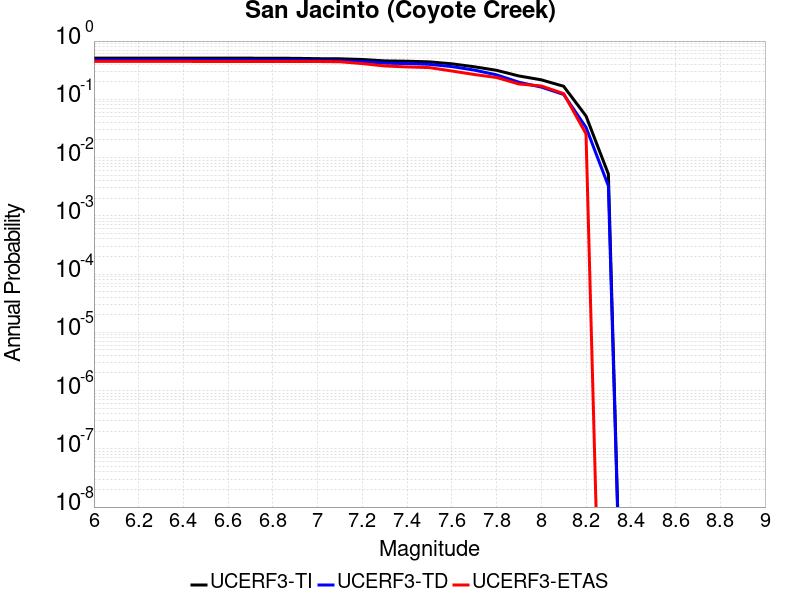 San Jacinto (Coyote Creek)
10^0
10^-1
10^-2
10^-3
10^-4
10^-5
10^-6
10^-7
10^-8
Annual Probability
6 6.2 6.4 6.6 6.8 7 7.2 7.4 7.6 7.8 8 8.2 8.4 8.6 8.8 9
Magnitude
UCERF3-TI UCERF3-TD UCERF3-ETAS